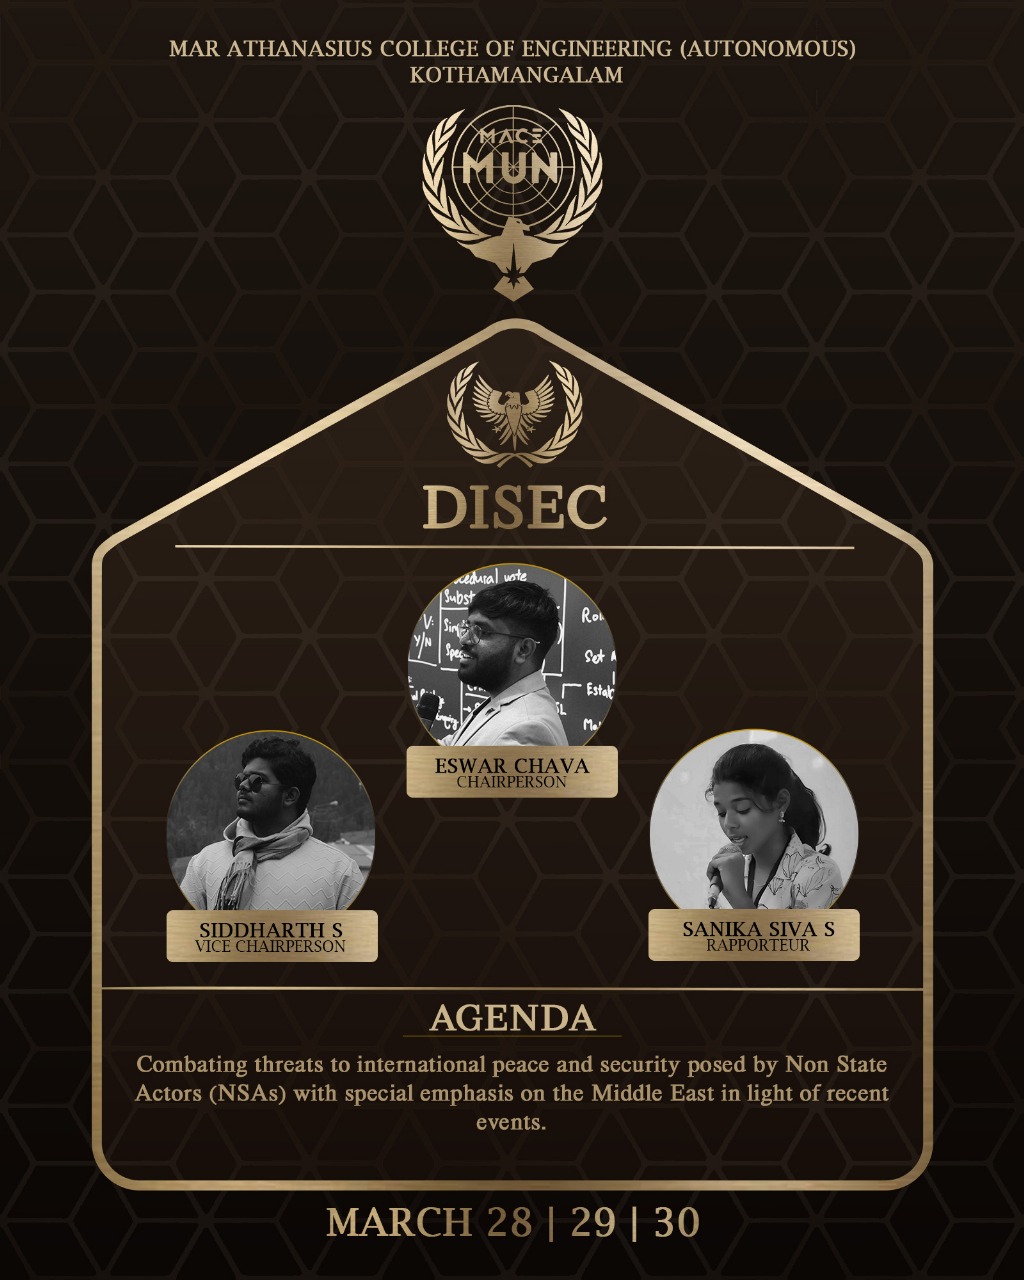 MAR ATHANASIUS COLLEGE OF ENGINEERING (AUTONOMOUS)
KOTHAMANGALAM
MACE
MUN
DISEC
vote
V:
Y/N
Set
ESWAR CHAVA
CHAIRPERSON
SIDDHARTH S
VICE CHAIRPERSON
SANIKA SIVA S
RAPPORTEUR
AGENDA
Combating threats to international peace and security posed by Non State
Actors (NSAs) with special emphasis on the Middle East in light of recent
events.
MARCH 28 | 29 | 30